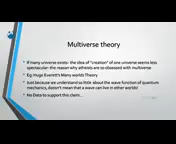 Multiverse theory
• If many universe exists- the idea of "creation" of one universe seems less
spectacular- the reason why atheists are so obsessed with multiverse
• E.g Huge Everett's Many worlds Theory
• Just because we understand so little about the wave function of quantum
mechanics, doesn't mean that a wave can live in other worlds!
• No Data to support this claim...